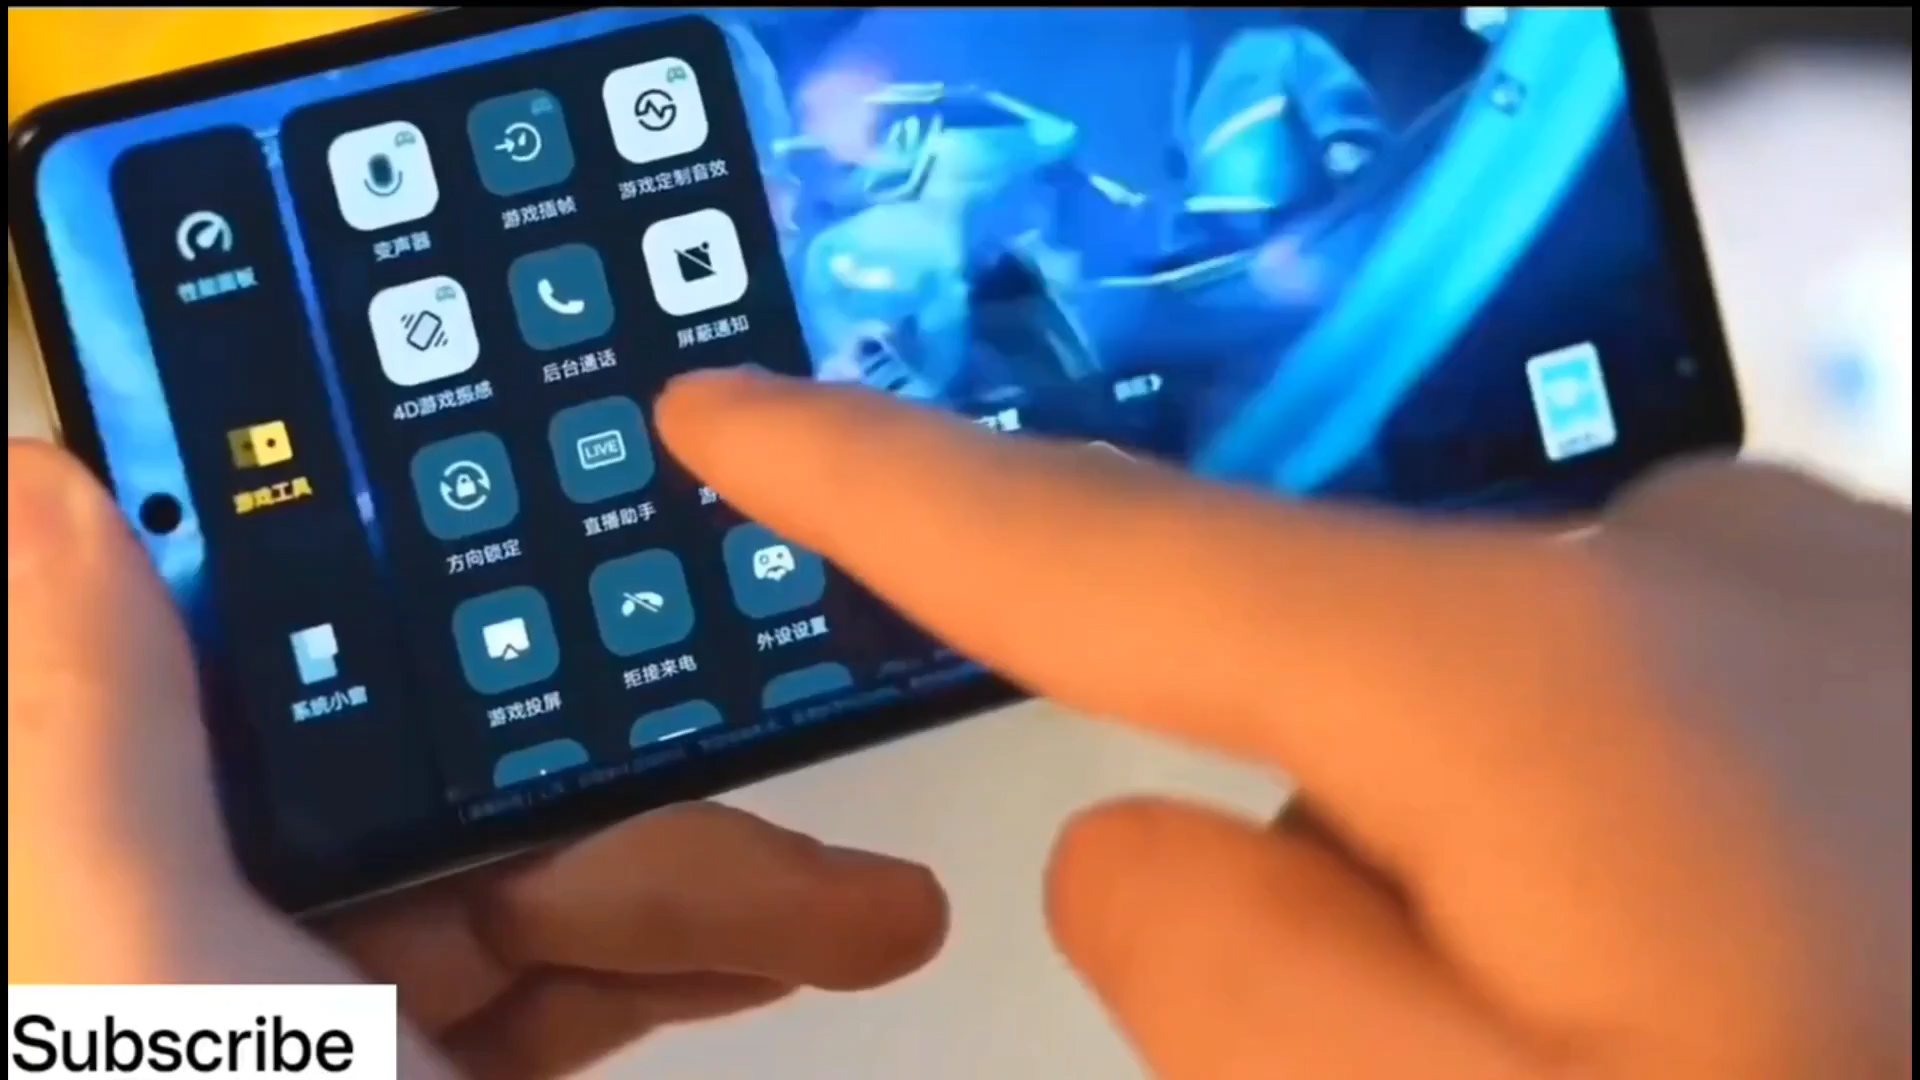 变声器
游戏插帧
游戏定制音效
性能面板
4D游戏振感
后台通话
屏蔽通知
游戏工具
方向锁定
LIVE
直播助手
游
系统小窗
游戏投屏
拒接来电
外设设置
Subscribe